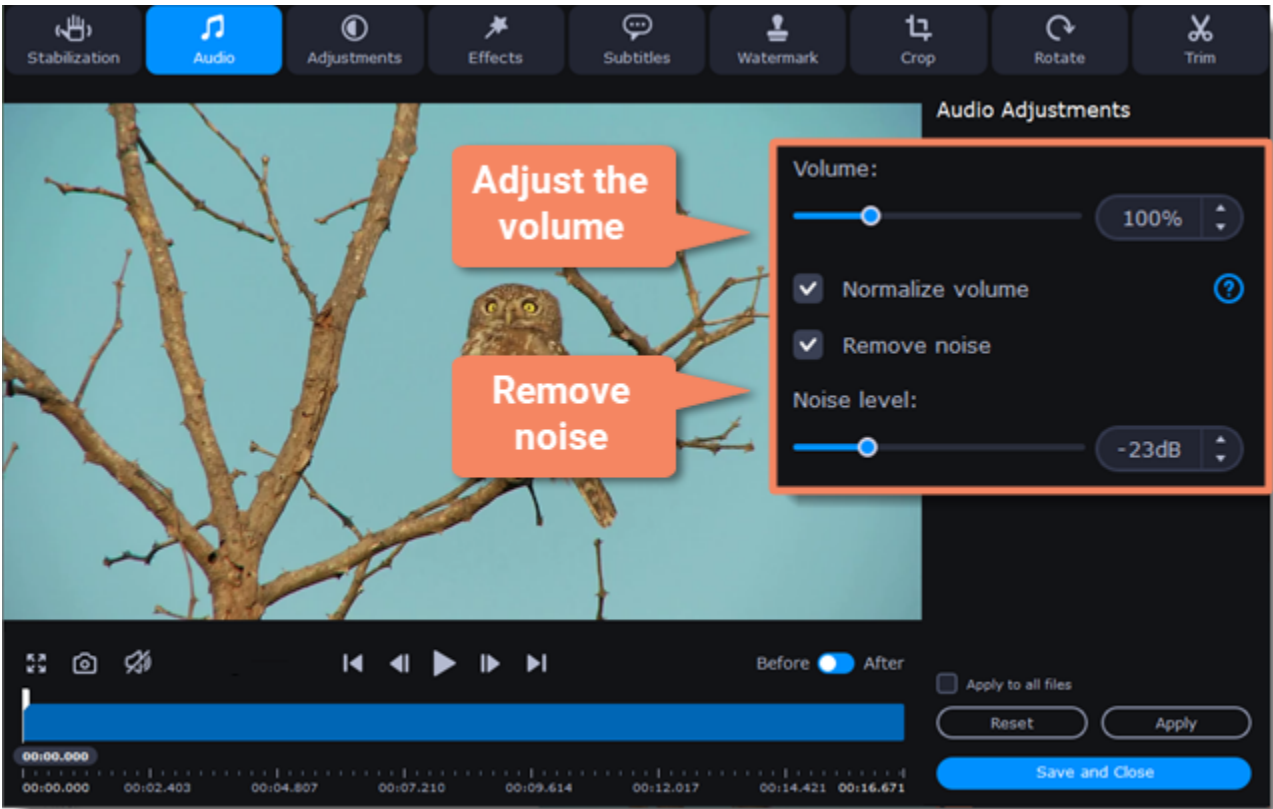 Stabilization
Audio
Adjustments
Effects
Subtitles
Watermark
Crop
Rotate
Trim
Audio Adjustments
Adjust the
volume
Volume:
100%
Normalize volume
?
Remove noise
Remove
noise
Noise level:
-23dB
Before
After
Apply to all files
Reset
Apply
00:00.000
00:00.000
00:02.403
00:04.807
00:07.210
00:09.614
00:12.017
00:14.421
00:16.671
Save and Close